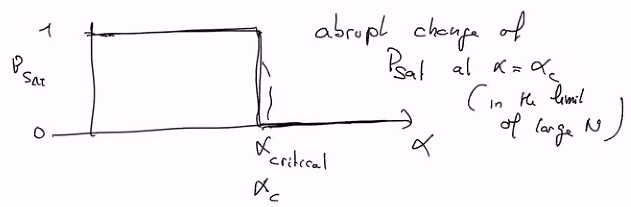 1
P_SAT
0
α_critical
α_c
α
abrupt change of
P_sat at α = α_c
(in the limit
of large N)